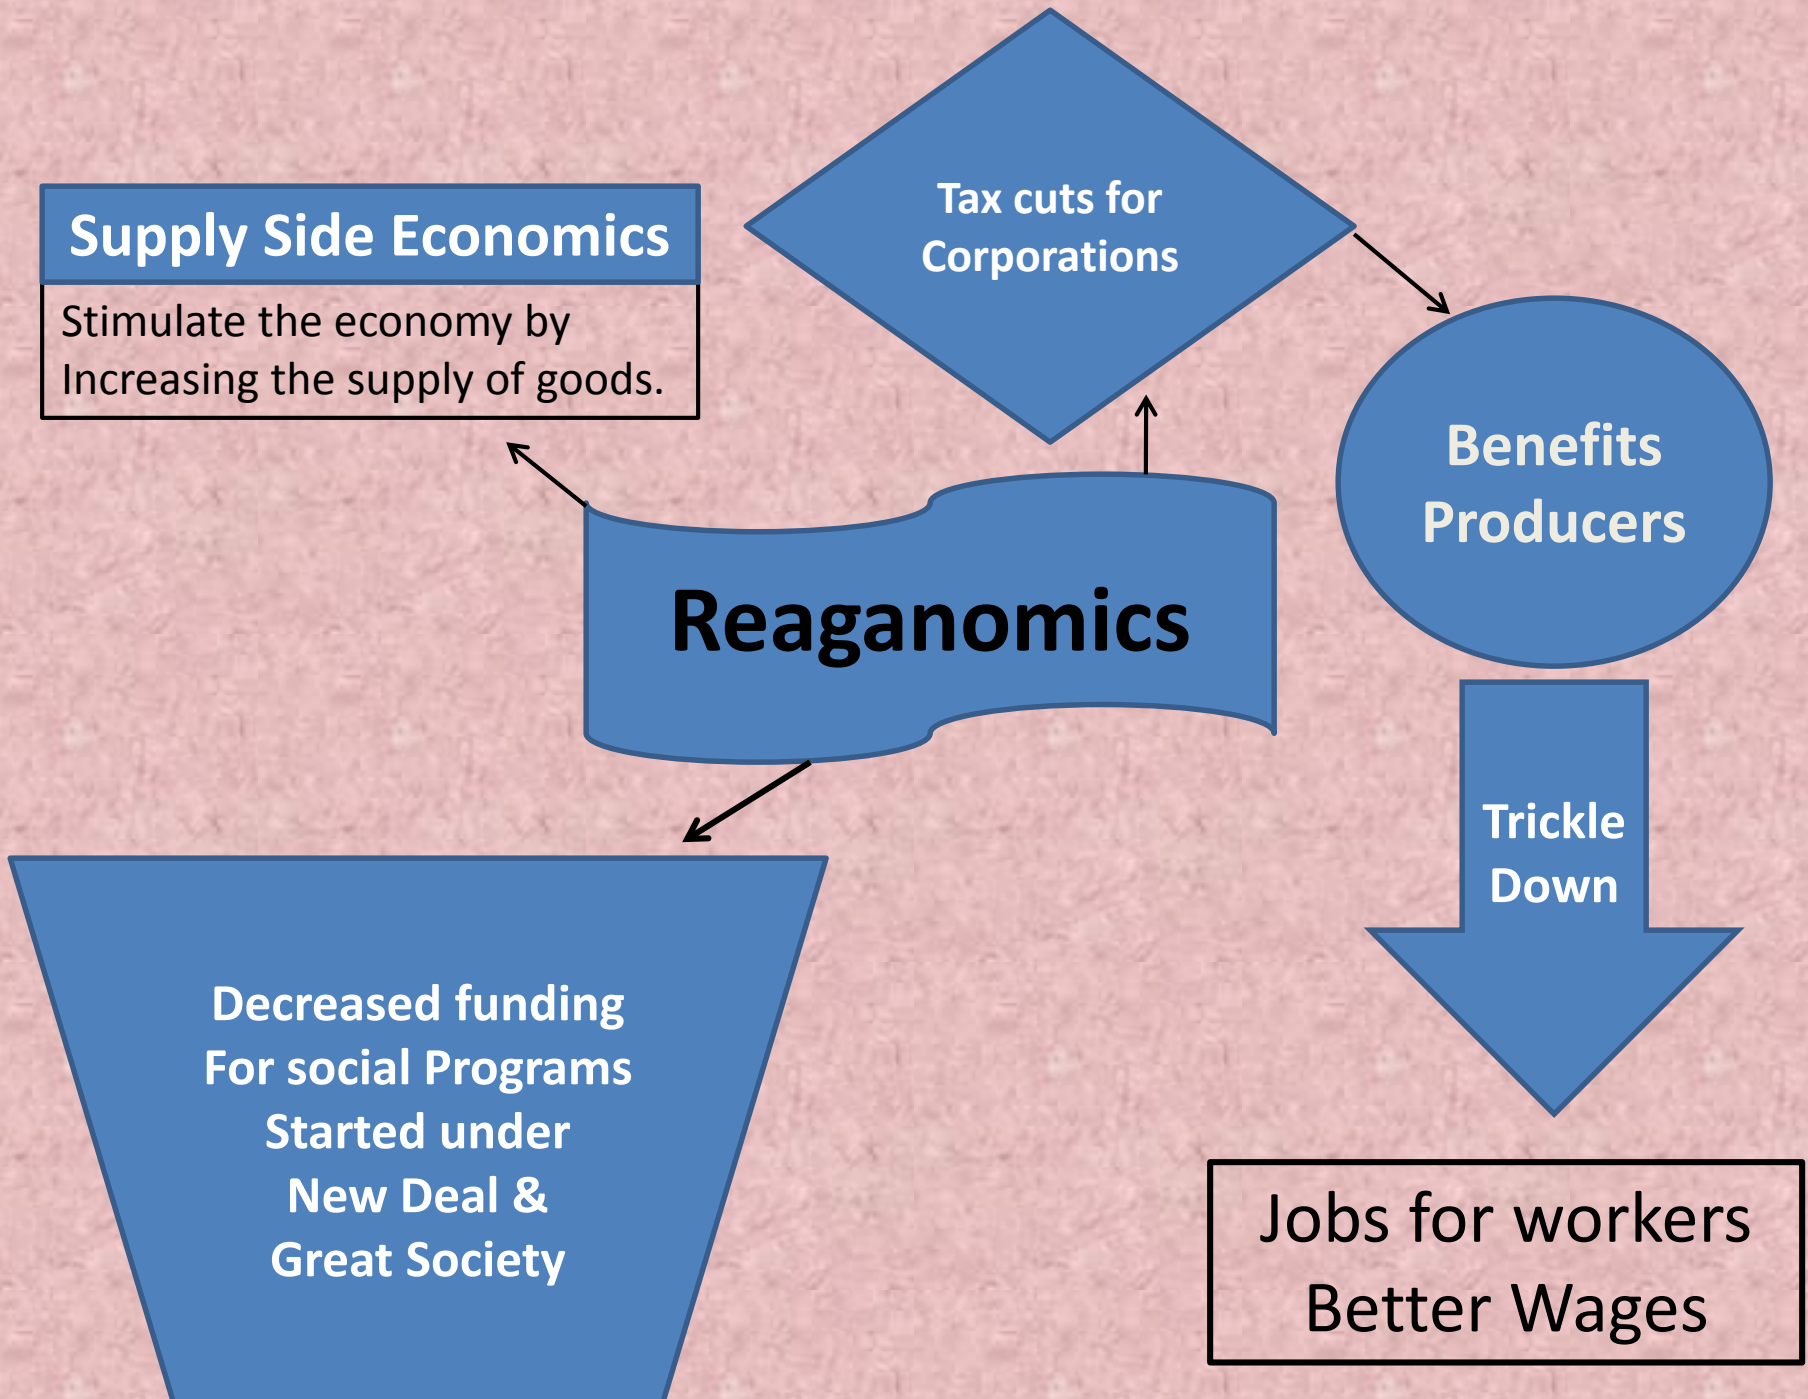 Supply Side Economics
Stimulate the economy by
Increasing the supply of goods.
Tax cuts for
Corporations
Benefits
Producers
Reaganomics
Trickle
Down
Decreased funding
For social Programs
Started under
New Deal &
Great Society
Jobs for workers
Better Wages